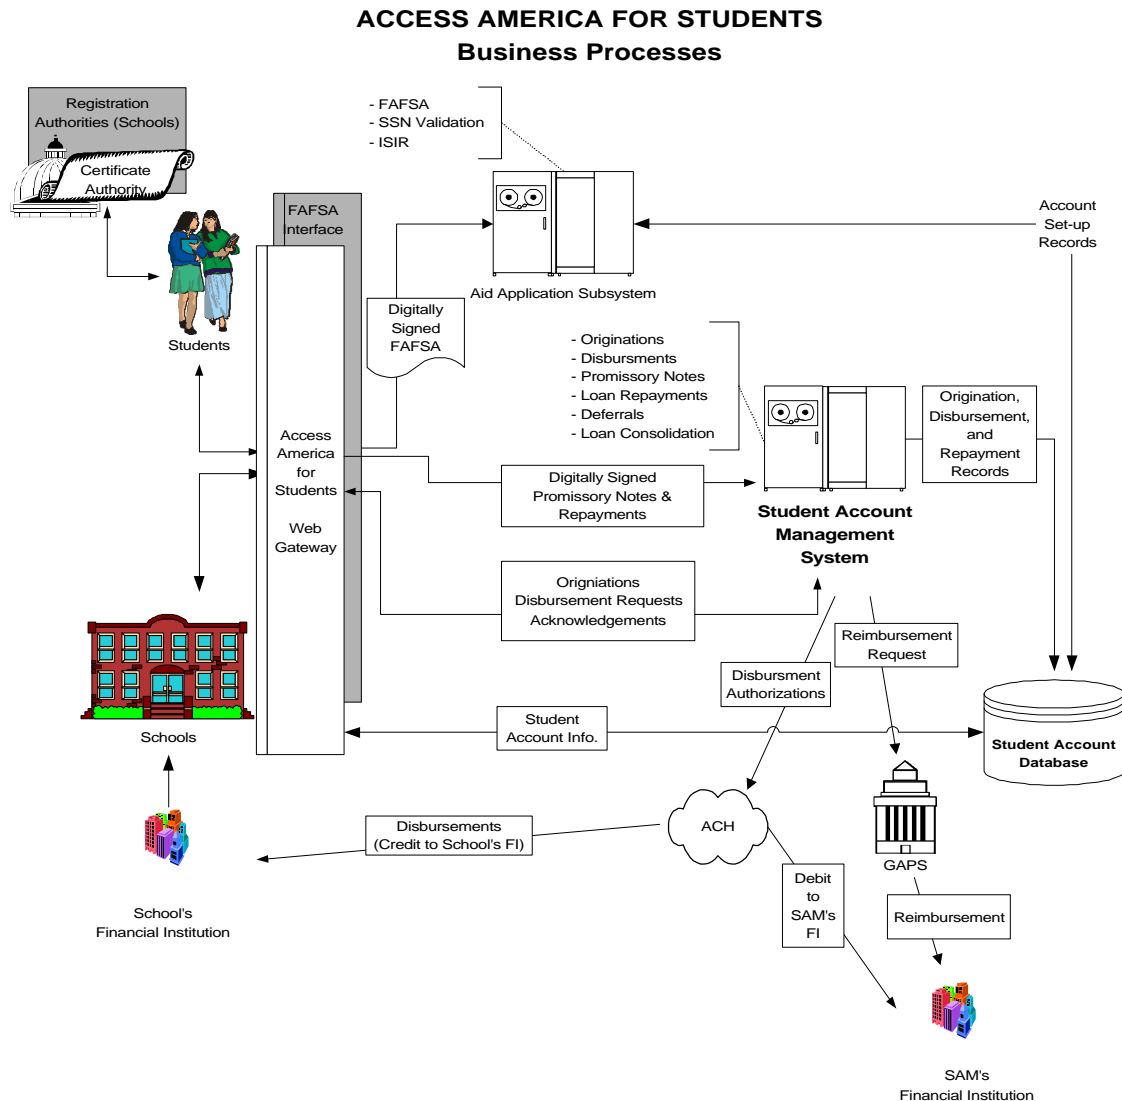 ACCESS AMERICA FOR STUDENTS
Business Processes
Registration
Authorities (Schools)
Certificate
Authority
- FAFSA
- SSN Validation
- ISIR
FAFSA
Interface
Account
Set-up
Records
Aid Application Subsystem
Students
Digitally
Signed
FAFSA
- Originations
- Disbursments
- Promissory Notes
- Loan Repayments
- Deferrals
- Loan Consolidation
Origination,
Disbursement,
and
Repayment
Records
Access
America
for
Students
Web
Gateway
Digitally Signed
Promissory Notes &
Repayments
Student Account
Management
System
Origniations
Disbursement Requests
Acknowledgements
Reimbursement
Request
Disbursment
Authorizations
Schools
Student
Account Info.
Student Account
Database
ACH
Disbursements
(Credit to School's FI)
GAPS
Debit
to
SAM's
FI
Reimbursement
School's
Financial Institution
SAM's
Financial Institution